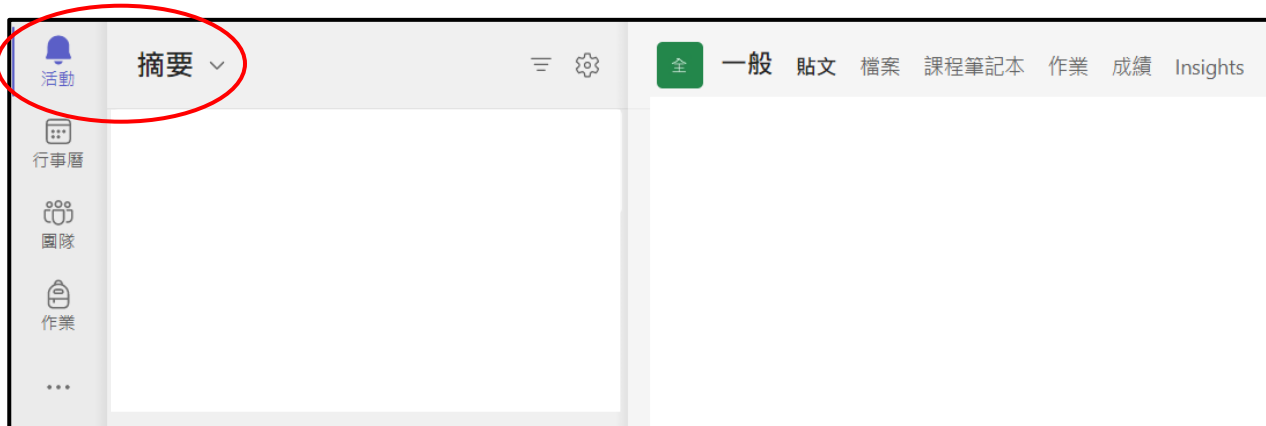 活動
行事曆
團隊
作業
摘要
全 一般 貼文 檔案 課程筆記本 作業 成績 Insights